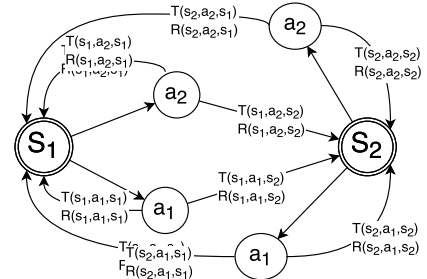 T(s₂,a₂,s₁)
R(s₂,a₂,s₁)
a₂
T(s₁,a₂,s₁)
R(s₁,a₂,s₁)
T(s₂,a₂,s₂)
R(s₂,a₂,s₂)
a₂
T(s₁,a₂,s₂)
R(s₁,a₂,s₂)
S₁
S₂
T(s₁,a₁,s₂)
R(s₁,a₁,s₂)
T(s₁,a₁,s₁)
R(s₁,a₁,s₁)
a₁
T(s₂,a₁,s₂)
R(s₂,a₁,s₂)
T(s₂,a₁,s₁)
R(s₂,a₁,s₁)
a₁